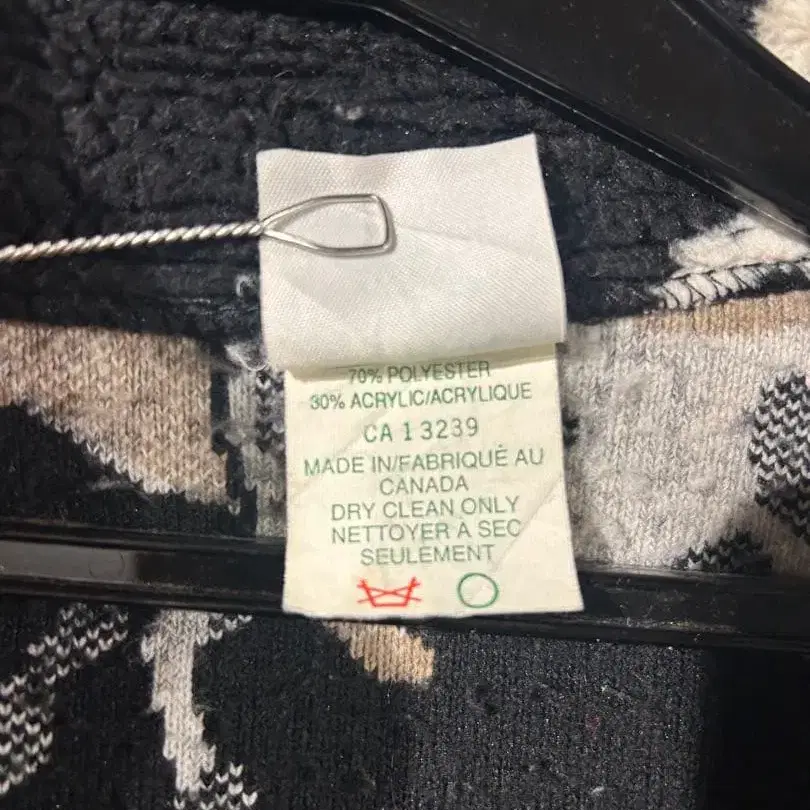 70% POLYESTER
30% ACRYLIC/ACRYLIQUE
CA 13239
MADE IN/FABRIQUÉ AU
CANADA
DRY CLEAN ONLY
NETTOYER A SEC
SEULEMENT